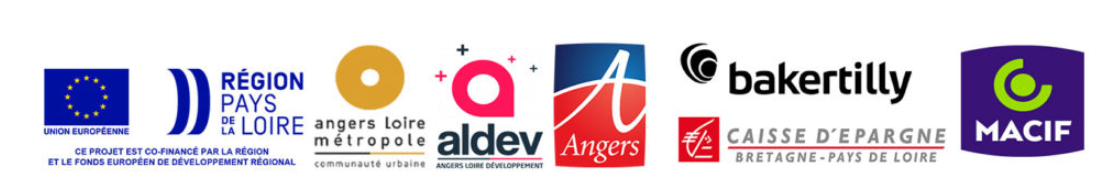 UNION EUROPÉENNE
RÉGION
PAYS
DE LA LOIRE
CE PROJET EST CO-FINANCÉ PAR LA RÉGION
ET LE FONDS EUROPÉEN DE DÉVELOPPEMENT RÉGIONAL
angers Loire
métropole
communauté urbaine
aldev
ANGERS LOIRE DÉVELOPPEMENT
Angers
bakertilly
CAISSE D'EPARGNE
BRETAGNE-PAYS DE LOIRE
MACIF